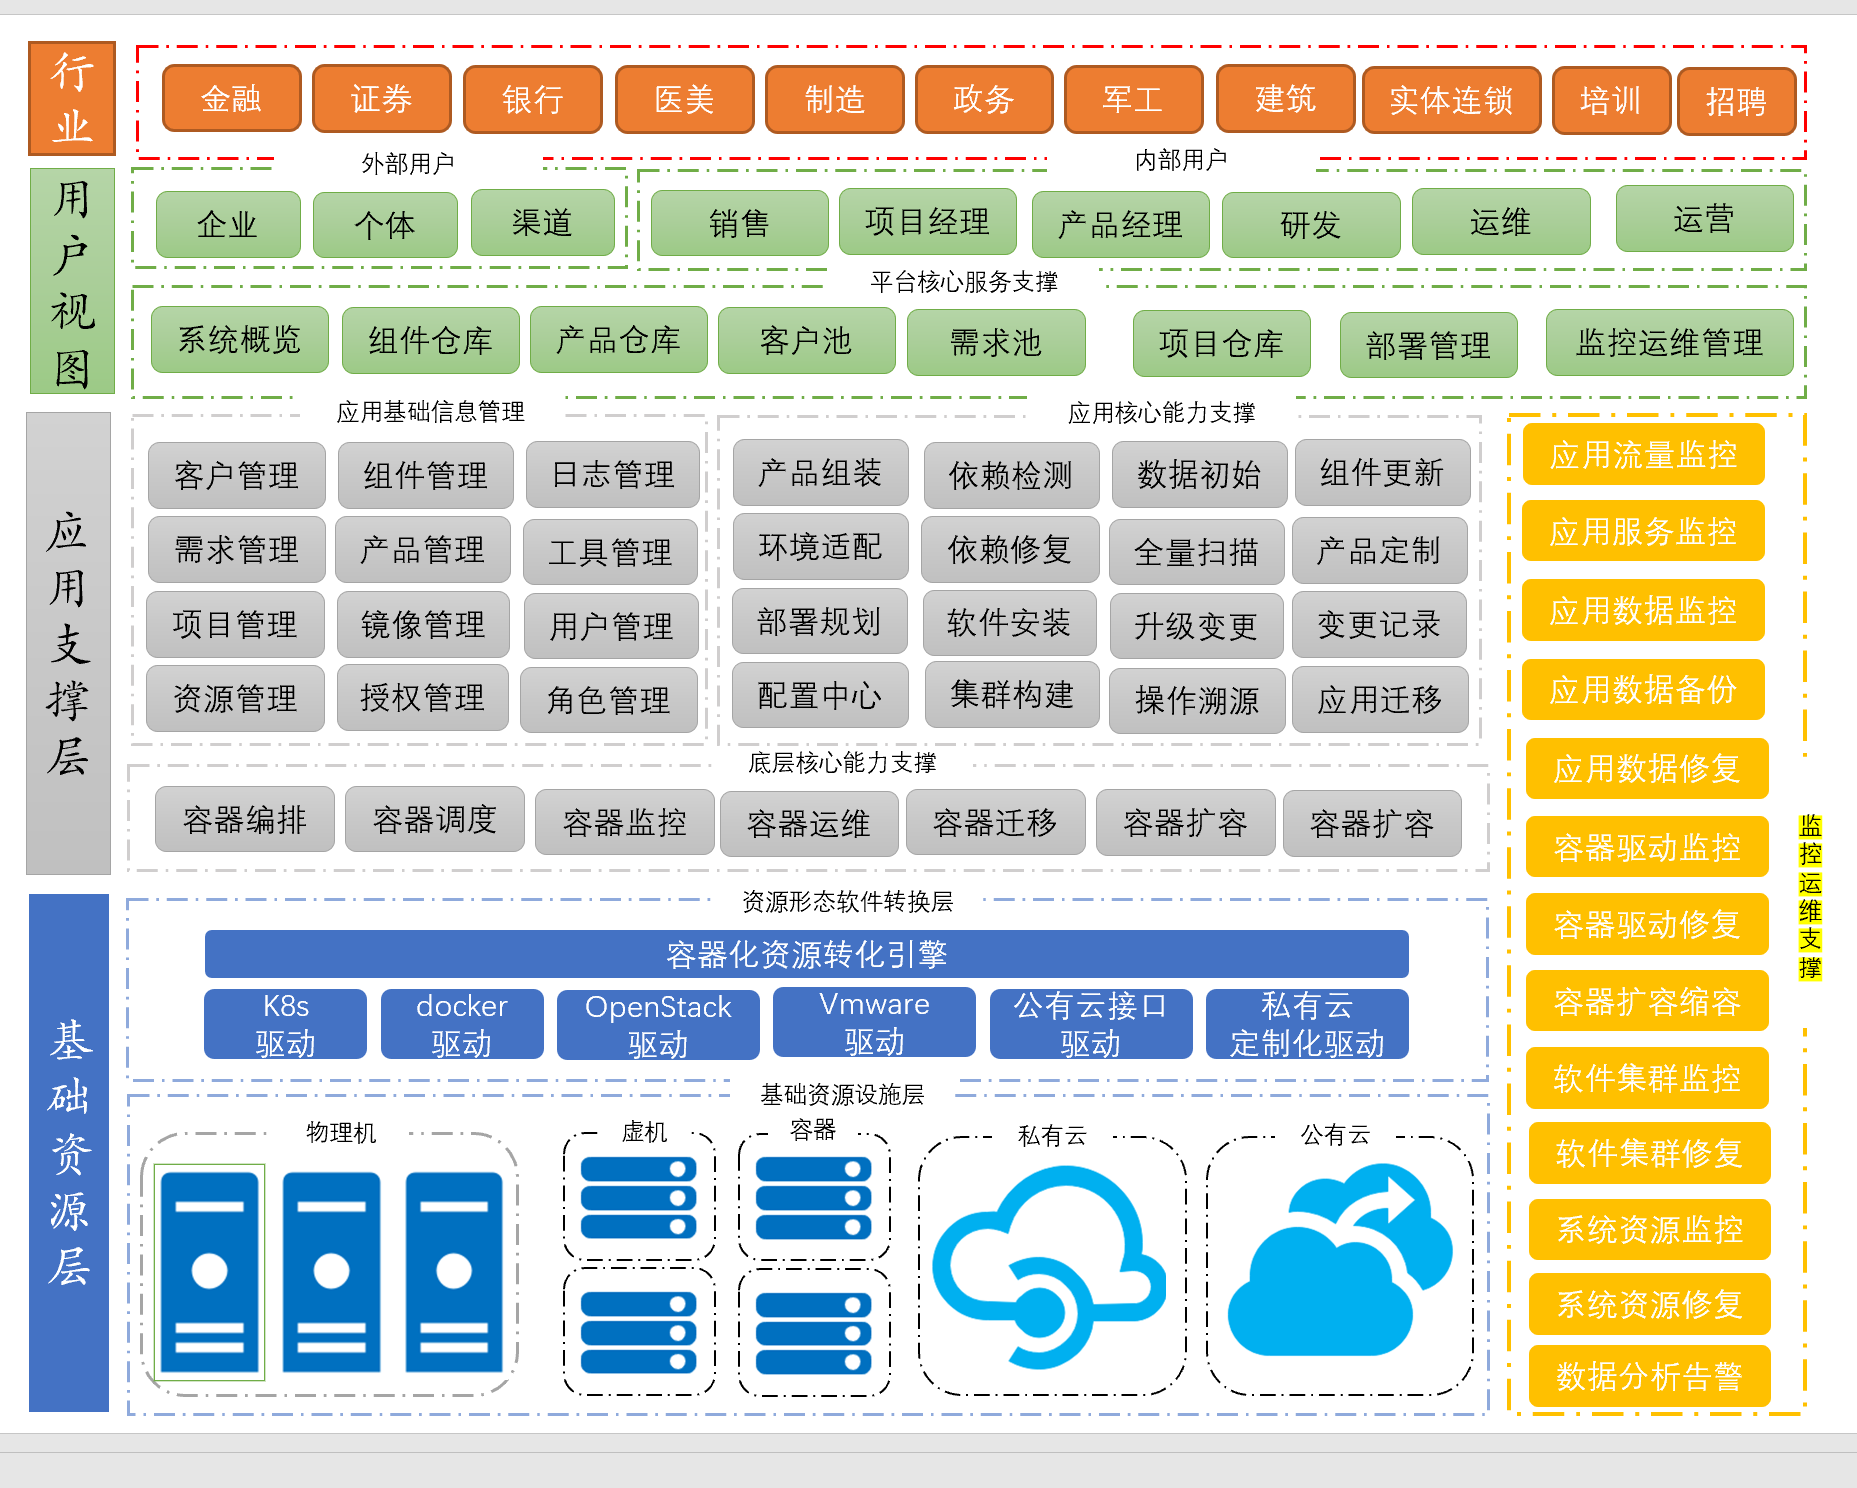 行业
金融
证券
银行
医美
制造
政务
军工
建筑
实体连锁
培训
招聘
用户视图
外部用户
企业
个体
渠道
内部用户
销售
项目经理
产品经理
研发
运维
运营
平台核心服务支撑
系统概览
组件仓库
产品仓库
客户池
需求池
项目仓库
部署管理
监控运维管理
应用支撑层
应用基础信息管理
客户管理
组件管理
日志管理
需求管理
产品管理
工具管理
项目管理
镜像管理
用户管理
资源管理
授权管理
角色管理
应用核心能力支撑
产品组装
依赖检测
数据初始
组件更新
环境适配
依赖修复
全量扫描
产品定制
部署规划
软件安装
升级变更
变更记录
配置中心
集群构建
操作溯源
应用迁移
底层核心能力支撑
容器编排
容器调度
容器监控
容器运维
容器迁移
容器扩容
容器扩容
基础资源层
资源形态软件转换层
容器化资源转化引擎
K8s
驱动
docker
驱动
OpenStack
驱动
Vmware
驱动
公有云接口
驱动
私有云
定制化驱动
基础资源设施层
物理机
虚机
容器
私有云
公有云
应用流量监控
应用服务监控
应用数据监控
应用数据备份
应用数据修复
容器驱动监控
容器驱动修复
容器扩容缩容
软件集群监控
软件集群修复
系统资源监控
系统资源修复
数据分析告警
监控运维支撑